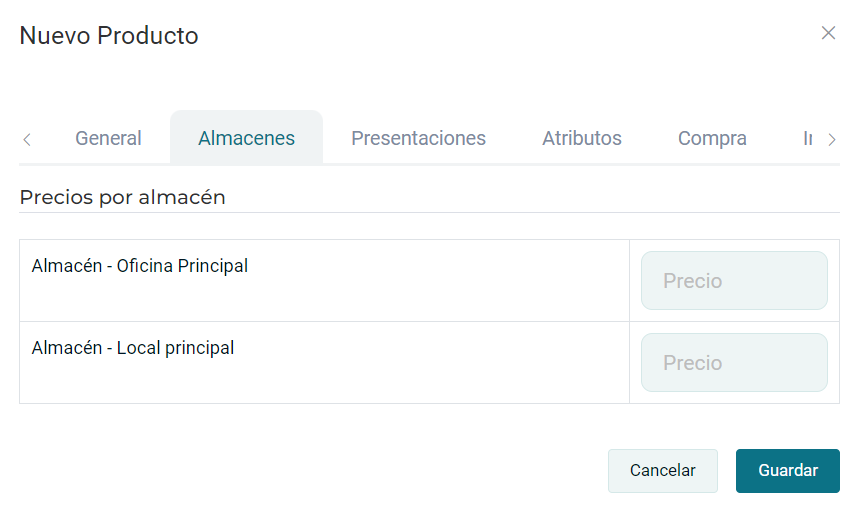 Nuevo Producto
General Almacenes Presentaciones Atributos Compra
Precios por almacén
Almacén - Oficina Principal
Precio
Almacén - Local principal
Precio
Cancelar Guardar